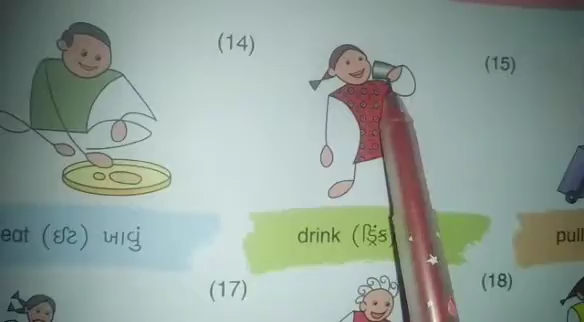 (14)
(15)
eat (ઈટ) ખાવું
drink (ડ્રિંક
pull
(17)
(18)